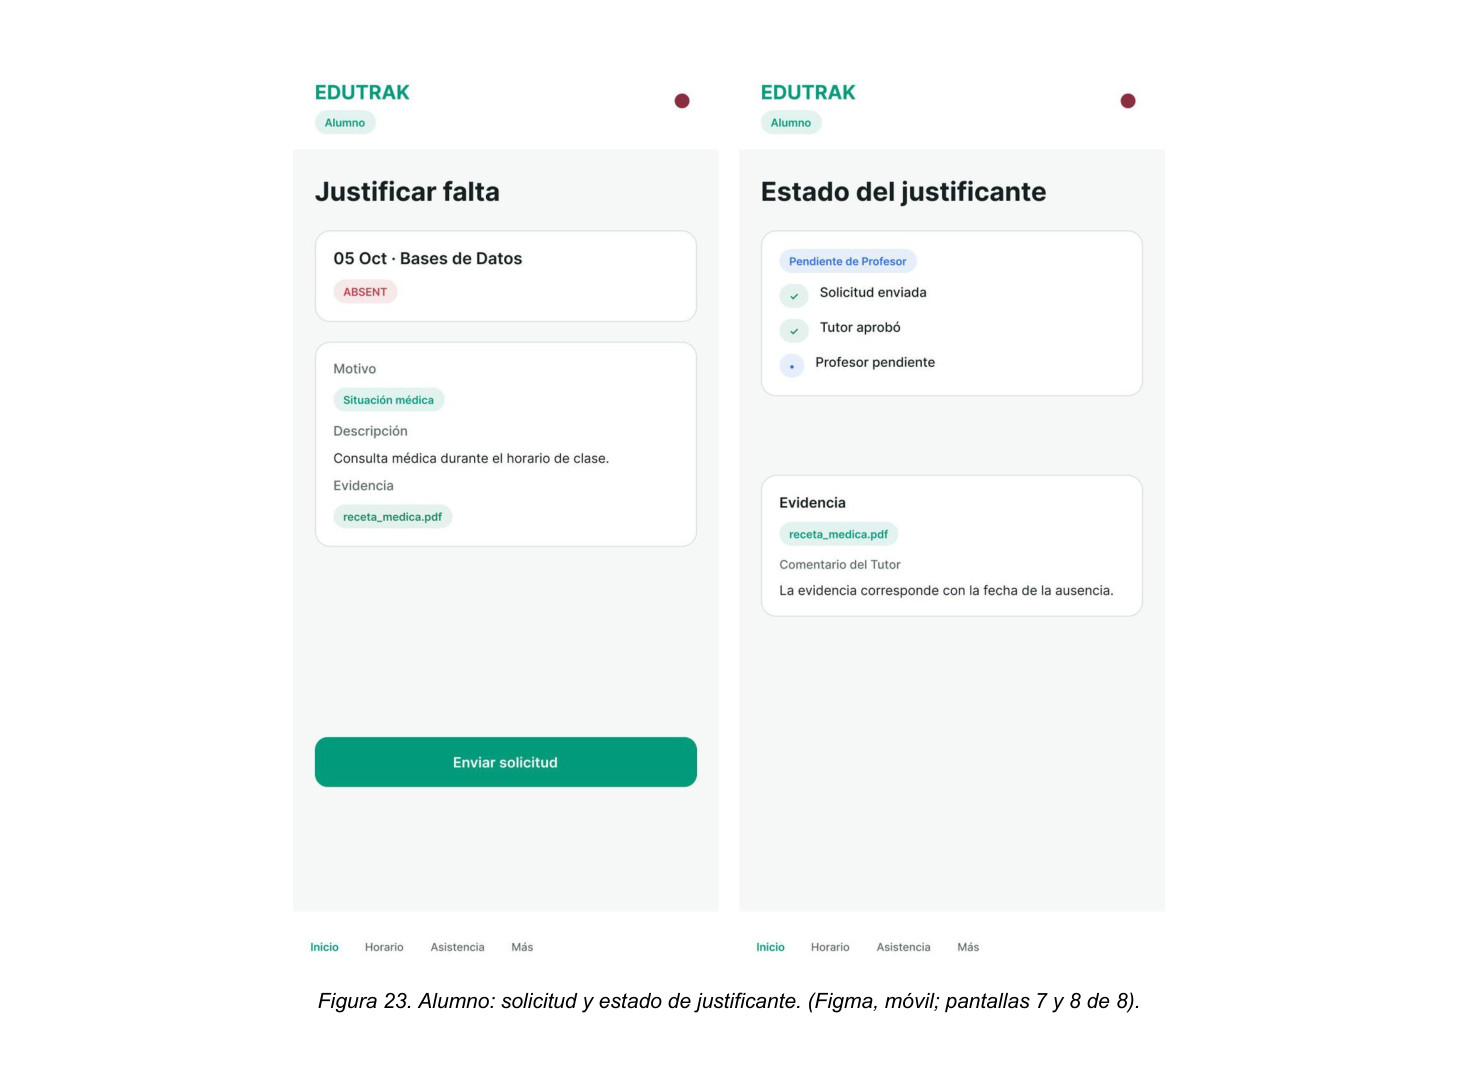 EDUTRAK
Alumno
Justificar falta
05 Oct · Bases de Datos
ABSENT
Motivo
Situación médica
Descripción
Consulta médica durante el horario de clase.
Evidencia
receta_medica.pdf
Enviar solicitud
Inicio Horario Asistencia Más
EDUTRAK
Alumno
Estado del justificante
Pendiente de Profesor
Solicitud enviada
Tutor aprobó
Profesor pendiente
Evidencia
receta_medica.pdf
Comentario del Tutor
La evidencia corresponde con la fecha de la ausencia.
Inicio Horario Asistencia Más
Figura 23. Alumno: solicitud y estado de justificante. (Figma, móvil; pantallas 7 y 8 de 8).